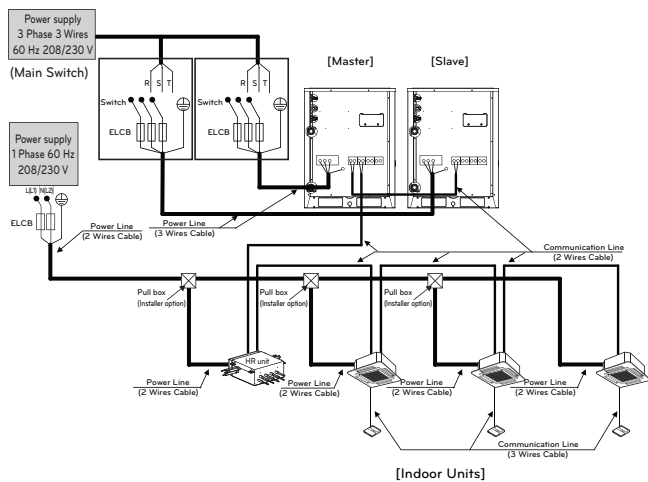 Power supply
3 Phase 3 Wires
60 Hz 208/230 V
(Main Switch)
[Master]
[Slave]
R S T
R S T
Switch
Switch
ELCB
ELCB
Power supply
1 Phase 60 Hz
208/230 V
L(L1) N(L2)
ELCB
Power Line
(2 Wires Cable)
Power Line
(3 Wires Cable)
Communication Line
(2 Wires Cable)
Pull box
(Installer option)
Pull box
(Installer option)
Pull box
(Installer option)
HR unit
Power Line
(2 Wires Cable)
Power Line
(2 Wires Cable)
Power Line
(2 Wires Cable)
Power Line
(2 Wires Cable)
Communication Line
(3 Wires Cable)
[Indoor Units]